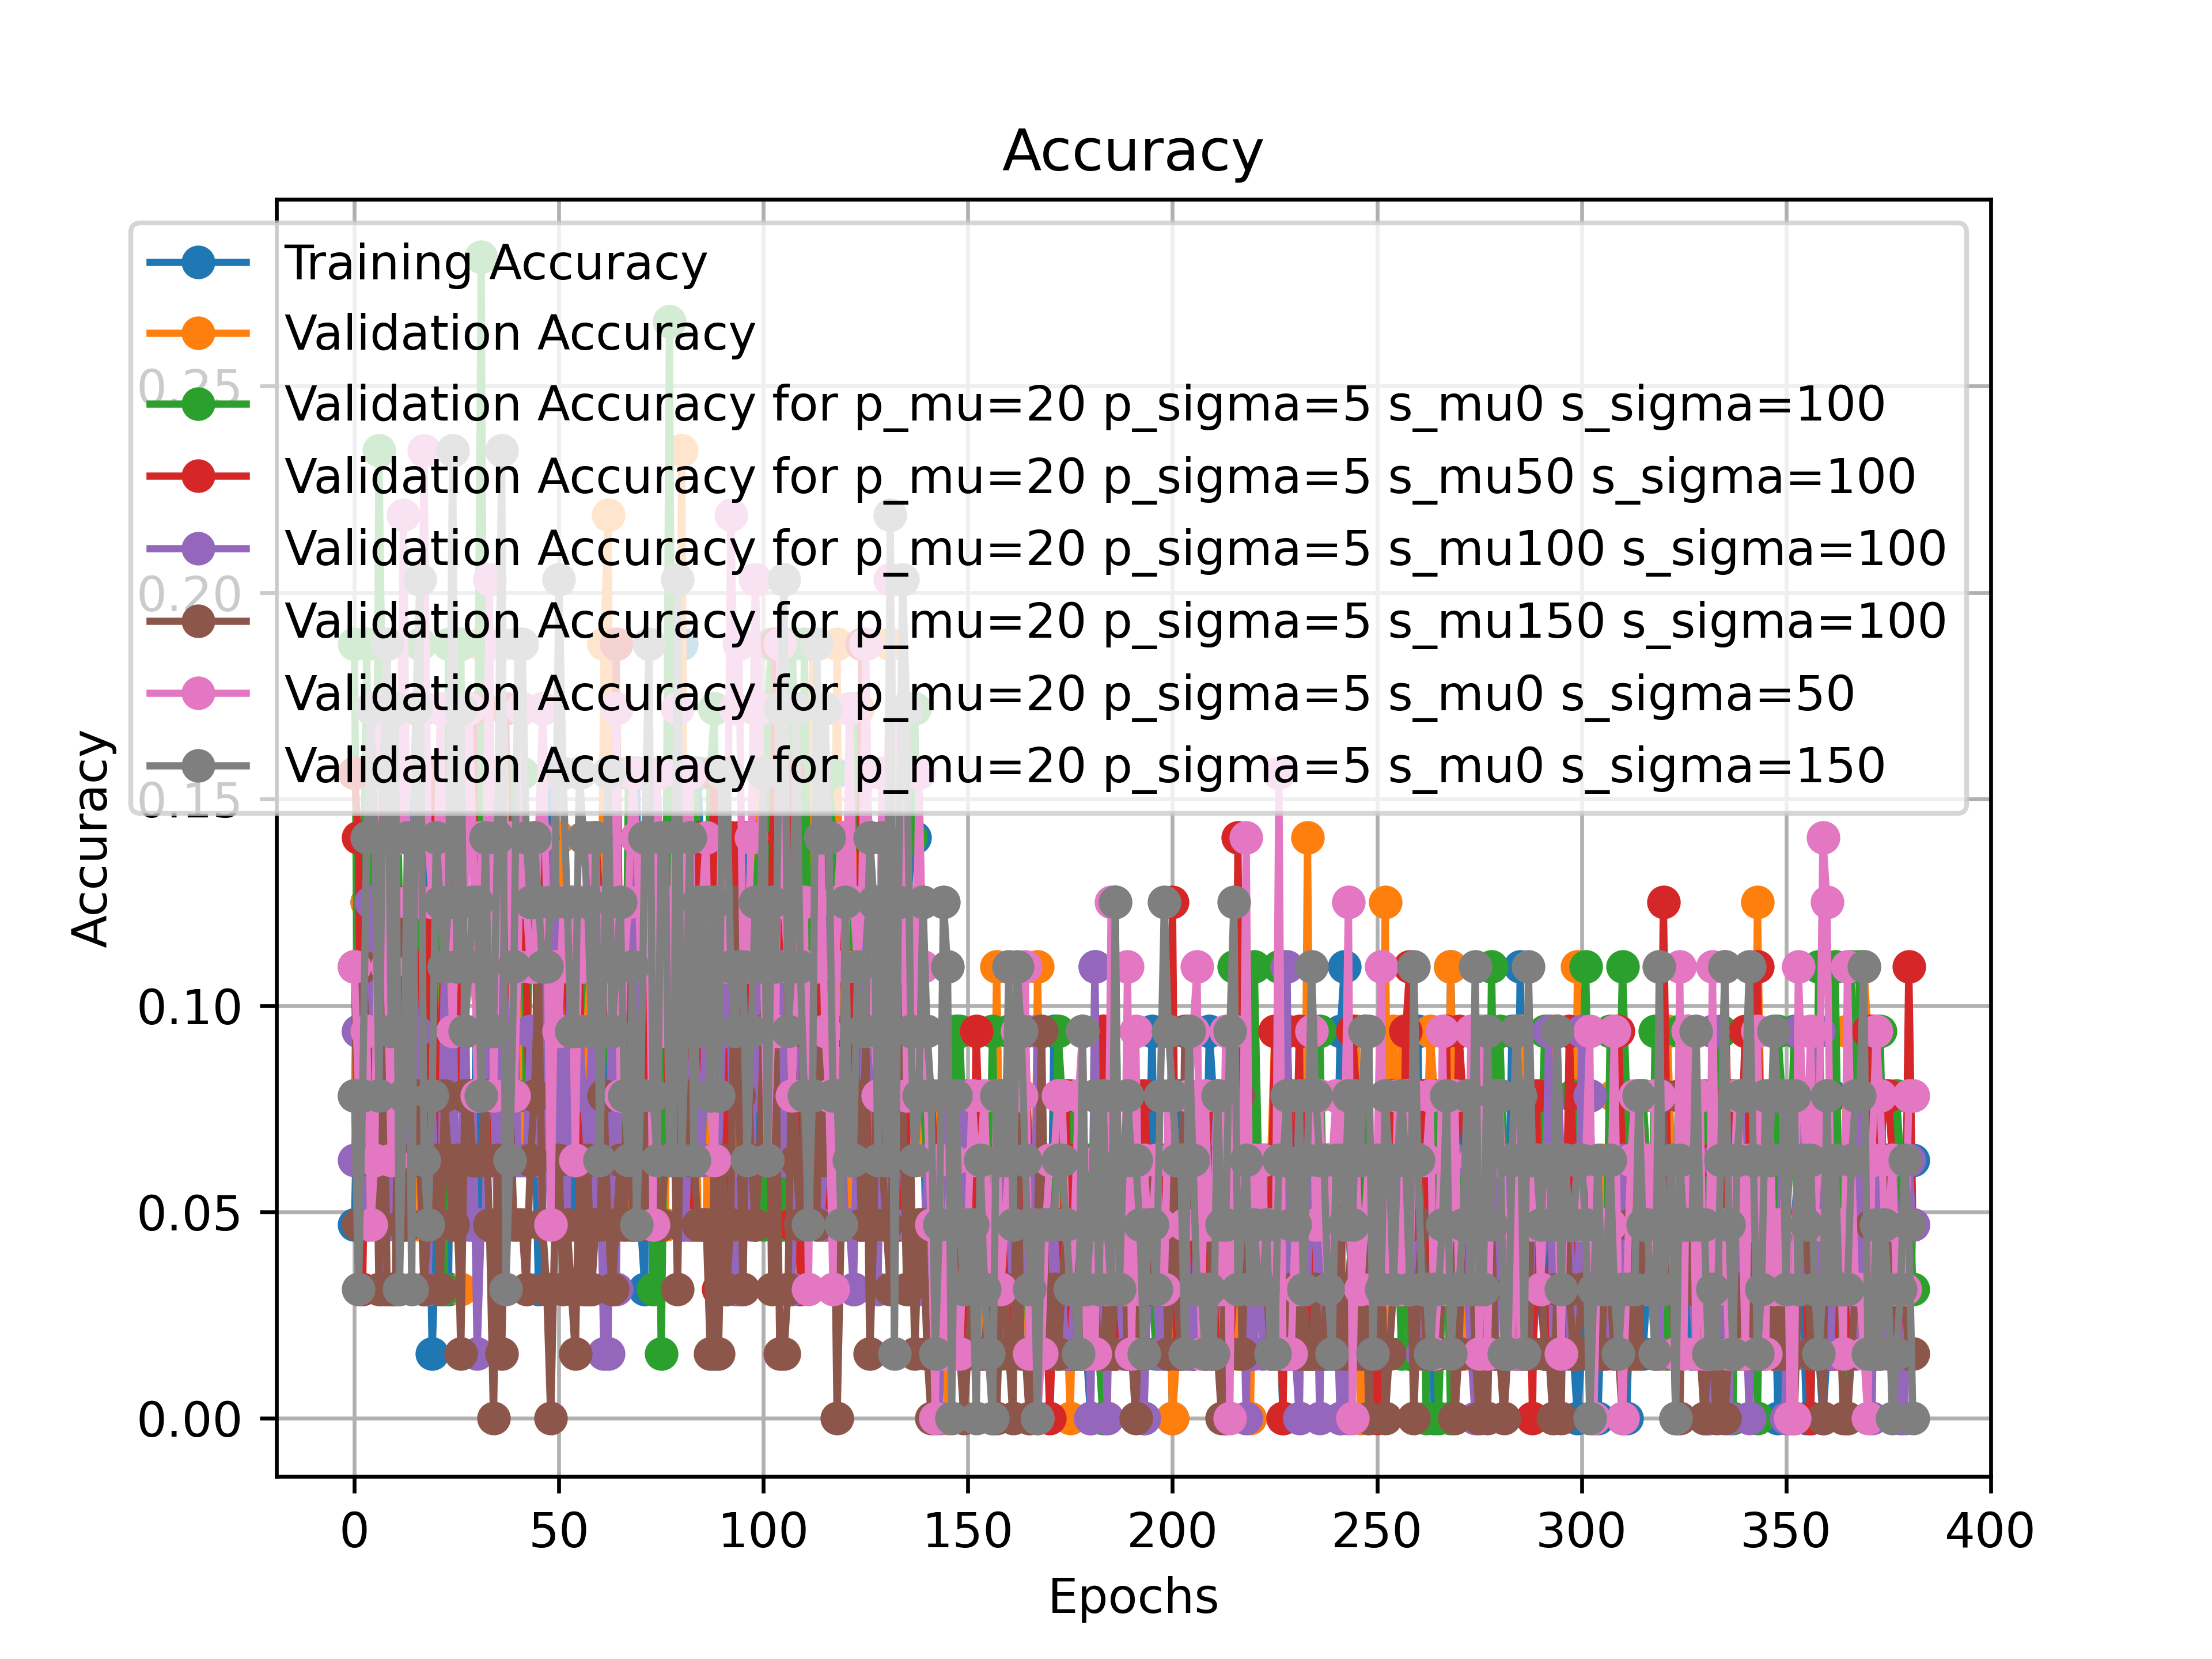 Accuracy
Training Accuracy
Validation Accuracy
0.25
Validation Accuracy for p_mu=20 p_sigma=5 s_mu0 s_sigma=100
Validation Accuracy for p_mu=20 p_sigma=5 s_mu50 s_sigma=100
Validation Accuracy for p_mu=20 p_sigma=5 s_mu100 s_sigma=100
0.20
Validation Accuracy for p_mu=20 p_sigma=5 s_mu150 s_sigma=100
Validation Accuracy for p_mu=20 p_sigma=5 s_mu0 s_sigma=50
Validation Accuracy for p_mu=20 p_sigma=5 s_mu0 s_sigma=150
0.15
Accuracy
0.10
0.05
0.00
0 50 100 150 200 250 300 350 400
Epochs